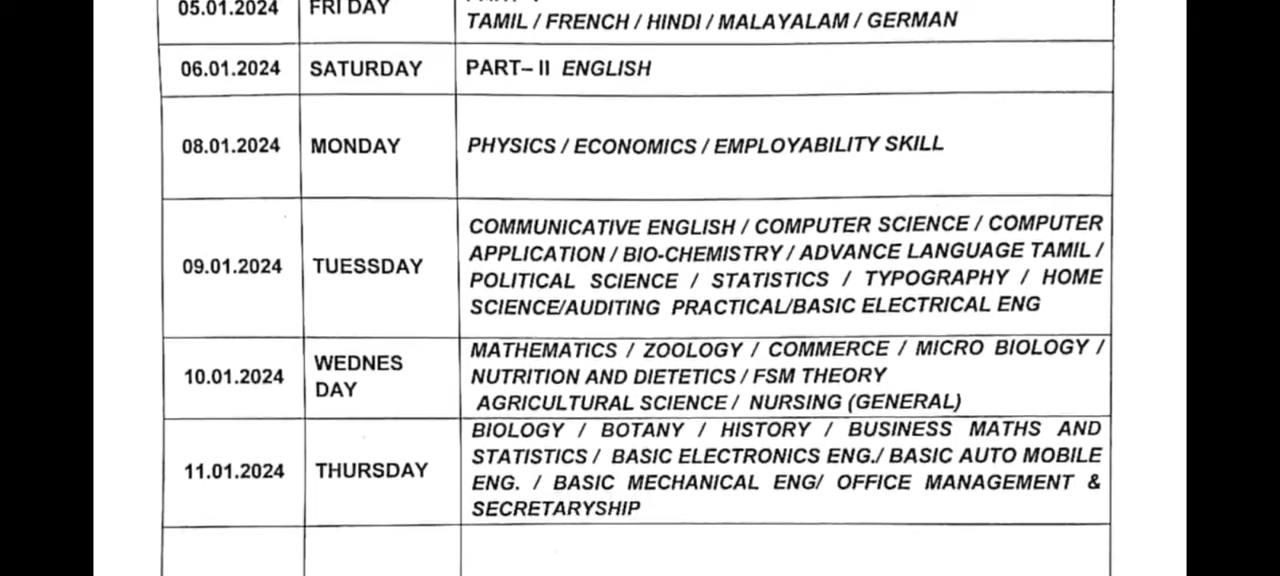 05.01.2024 FRI DAY
TAMIL / FRENCH / HINDI / MALAYALAM / GERMAN
06.01.2024 SATURDAY PART– II ENGLISH
08.01.2024 MONDAY PHYSICS / ECONOMICS / EMPLOYABILITY SKILL
09.01.2024 TUESSDAY
COMMUNICATIVE ENGLISH / COMPUTER SCIENCE / COMPUTER
APPLICATION / BIO-CHEMISTRY / ADVANCE LANGUAGE TAMIL /
POLITICAL SCIENCE / STATISTICS / TYPOGRAPHY / HOME
SCIENCE/AUDITING PRACTICAL/BASIC ELECTRICAL ENG
10.01.2024
WEDNES
DAY
MATHEMATICS / ZOOLOGY / COMMERCE / MICRO BIOLOGY /
NUTRITION AND DIETETICS / FSM THEORY
AGRICULTURAL SCIENCE / NURSING (GENERAL)
11.01.2024 THURSDAY
BIOLOGY / BOTANY / HISTORY / BUSINESS MATHS AND
STATISTICS / BASIC ELECTRONICS ENG./ BASIC AUTO MOBILE
ENG. / BASIC MECHANICAL ENG/ OFFICE MANAGEMENT &
SECRETARYSHIP